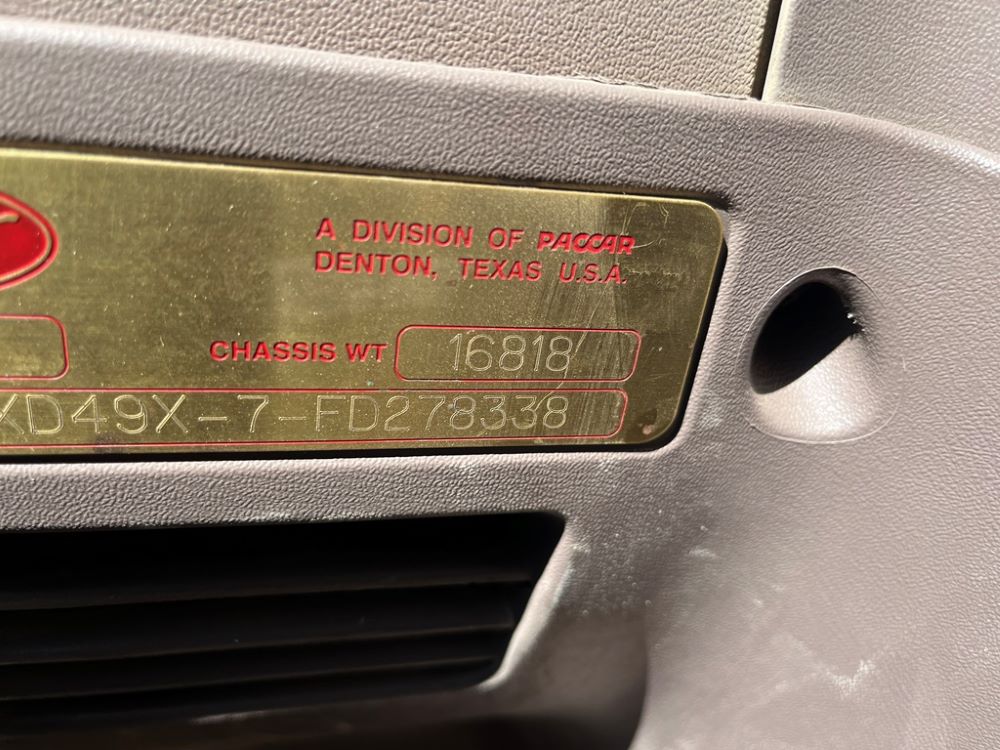 A DIVISION OF PACCAR
DENTON, TEXAS U.S.A.
CHASSIS WT 16818
XD49X-7-FD278338